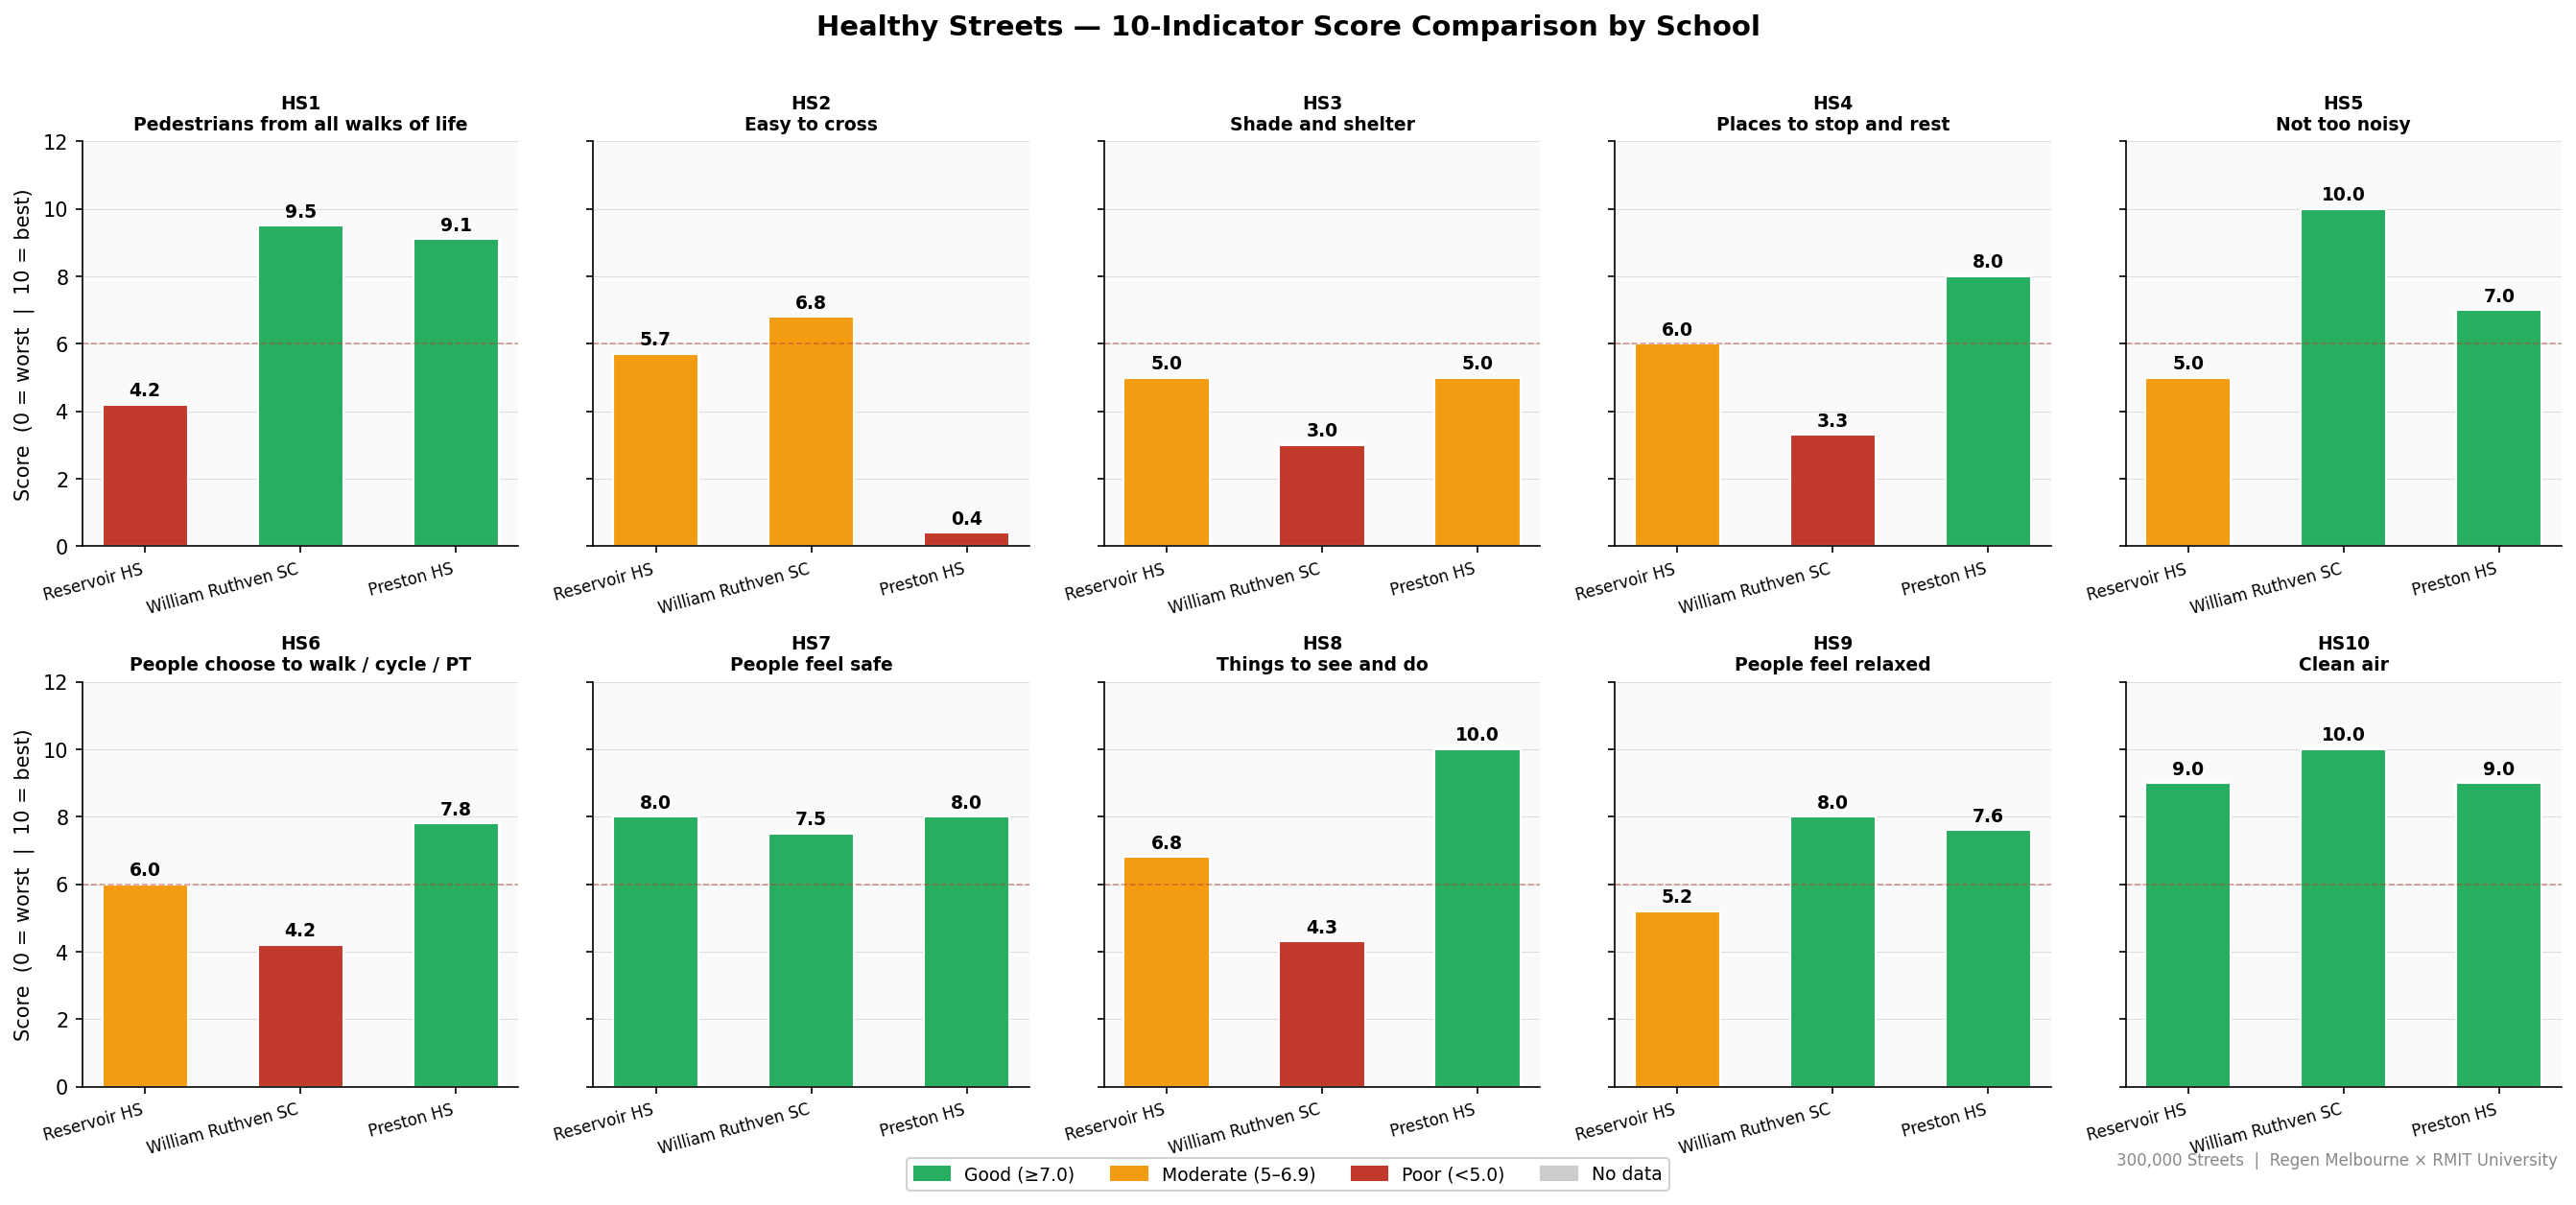 Healthy Streets — 10-Indicator Score Comparison by School
HS1
Pedestrians from all walks of life
HS2
Easy to cross
HS3
Shade and shelter
HS4
Places to stop and rest
HS5
Not too noisy
Score (0 = worst | 10 = best)
12
10
8
6
4
2
0
4.2
9.5
9.1
Reservoir HS
William Ruthven SC
Preston HS
5.7
6.8
0.4
Reservoir HS
William Ruthven SC
Preston HS
5.0
3.0
5.0
Reservoir HS
William Ruthven SC
Preston HS
6.0
3.3
8.0
Reservoir HS
William Ruthven SC
Preston HS
5.0
10.0
7.0
Reservoir HS
William Ruthven SC
Preston HS
HS6
People choose to walk / cycle / PT
HS7
People feel safe
HS8
Things to see and do
HS9
People feel relaxed
HS10
Clean air
Score (0 = worst | 10 = best)
12
10
8
6
4
2
0
6.0
4.2
7.8
Reservoir HS
William Ruthven SC
Preston HS
8.0
7.5
8.0
Reservoir HS
William Ruthven SC
Preston HS
6.8
4.3
10.0
Reservoir HS
William Ruthven SC
Preston HS
5.2
8.0
7.6
Reservoir HS
William Ruthven SC
Preston HS
9.0
10.0
9.0
Reservoir HS
William Ruthven SC
Preston HS
Good (≥7.0)
Moderate (5–6.9)
Poor (<5.0)
No data
300,000 Streets | Regen Melbourne × RMIT University